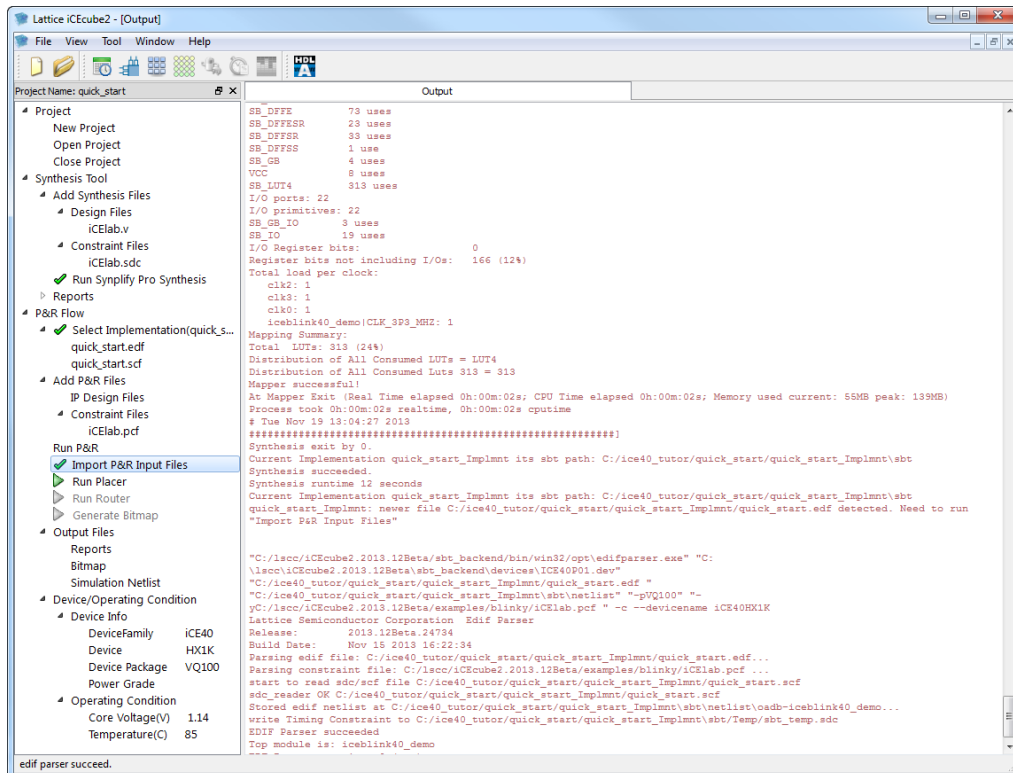 Lattice iCEcube2 - [Output]
File View Tool Window Help
HDL
A
Project Name: quick_start
Output
Project
New Project
Open Project
Close Project
Synthesis Tool
Add Synthesis Files
Design Files
iCElab.v
Constraint Files
iCElab.sdc
Run Synplify Pro Synthesis
Reports
P&R Flow
Select Implementation(quick_s...
quick_start.edf
quick_start.scf
Add P&R Files
IP Design Files
Constraint Files
iCElab.pcf
Run P&R
Import P&R Input Files
Run Placer
Run Router
Generate Bitmap
Output Files
Reports
Bitmap
Simulation Netlist
Device/Operating Condition
Device Info
DeviceFamily iCE40
Device HX1K
Device Package VQ100
Power Grade
Operating Condition
Core Voltage(V) 1.14
Temperature(C) 85
SB_DFFE 73 uses
SB_DFFESR 23 uses
SB_DFFSR 33 uses
SB_DFFSS 1 use
SB_GB 4 uses
VCC 8 uses
SB_LUT4 313 uses
I/O ports: 22
I/O primitives: 22
SB_GB_IO 3 uses
SB_IO 19 uses
I/O Register bits: 0
Register bits not including I/Os: 166 (12%)
Total load per clock:
clk2: 1
clk3: 1
clk0: 1
iceblink40_demo|CLK_3P3_MHZ: 1
Mapping Summary:
Total LUTs: 313 (24%)
Distribution of All Consumed LUTs = LUT4
Distribution of All Consumed Luts 313 = 313
Mapper successful!
At Mapper Exit (Real Time elapsed 0h:00m:02s; CPU Time elapsed 0h:00m:02s; Memory used current: 55MB peak: 139MB)
Process took 0h:00m:02s realtime, 0h:00m:02s cputime
# Tue Nov 19 13:04:27 2013
###########################################################]
Synthesis exit by 0.
Current Implementation quick_start_Implmnt its sbt path: C:/ice40_tutor/quick_start/quick_start_Implmnt\sbt
Synthesis succeeded.
Synthesis runtime 12 seconds
Current Implementation quick_start_Implmnt its sbt path: C:/ice40_tutor/quick_start/quick_start_Implmnt\sbt
quick_start_Implmnt: newer file C:/ice40_tutor/quick_start/quick_start_Implmnt/quick_start.edf detected. Need to run
"Import P&R Input Files"
"C:/lscc/iCEcube2.2013.12Beta/sbt_backend/bin/win32/opt\edifparser.exe" "C:
\lscc\iCEcube2.2013.12Beta\sbt_backend\devices\ICE40P01.dev"
"C:/ice40_tutor/quick_start/quick_start_Implmnt/quick_start.edf "
"C:/ice40_tutor/quick_start/quick_start_Implmnt\sbt\netlist" "-pVQ100" "-
yC:/lscc/iCEcube2.2013.12Beta/examples/blinky/iCElab.pcf " -c --devicename iCE40HX1K
Lattice Semiconductor Corporation Edif Parser
Release: 2013.12Beta.24734
Build Date: Nov 15 2013 16:22:34
Parsing edif file: C:/ice40_tutor/quick_start/quick_start_Implmnt/quick_start.edf...
Parsing constraint file: C:/lscc/iCEcube2.2013.12Beta/examples/blinky/iCElab.pcf ...
start to read sdc/scf file C:/ice40_tutor/quick_start/quick_start_Implmnt/quick_start.scf
sdc_reader OK C:/ice40_tutor/quick_start/quick_start_Implmnt/quick_start.scf
Stored edif netlist at C:/ice40_tutor/quick_start/quick_start_Implmnt\sbt\netlist\oadb-iceblink40_demo...
write Timing Constraint to C:/ice40_tutor/quick_start/quick_start_Implmnt\sbt/Temp/sbt_temp.sdc
EDIF Parser succeeded
Top module is: iceblink40_demo
edif parser succeed.